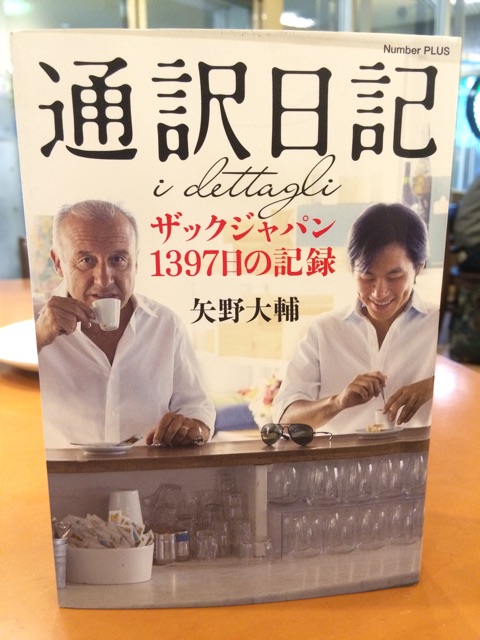 Number PLUS
通訳日記
i dettagli
ザックジャパン
1397日の記録
矢野大輔